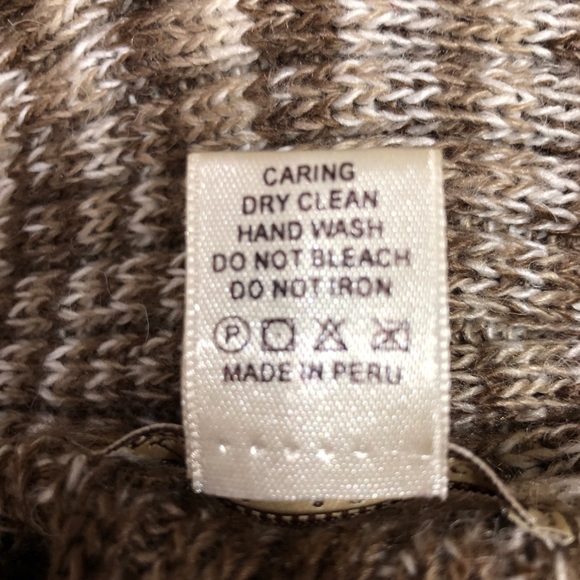 CARING
DRY CLEAN
HAND WASH
DO NOT BLEACH
DO NOT IRON
P
MADE IN PERU